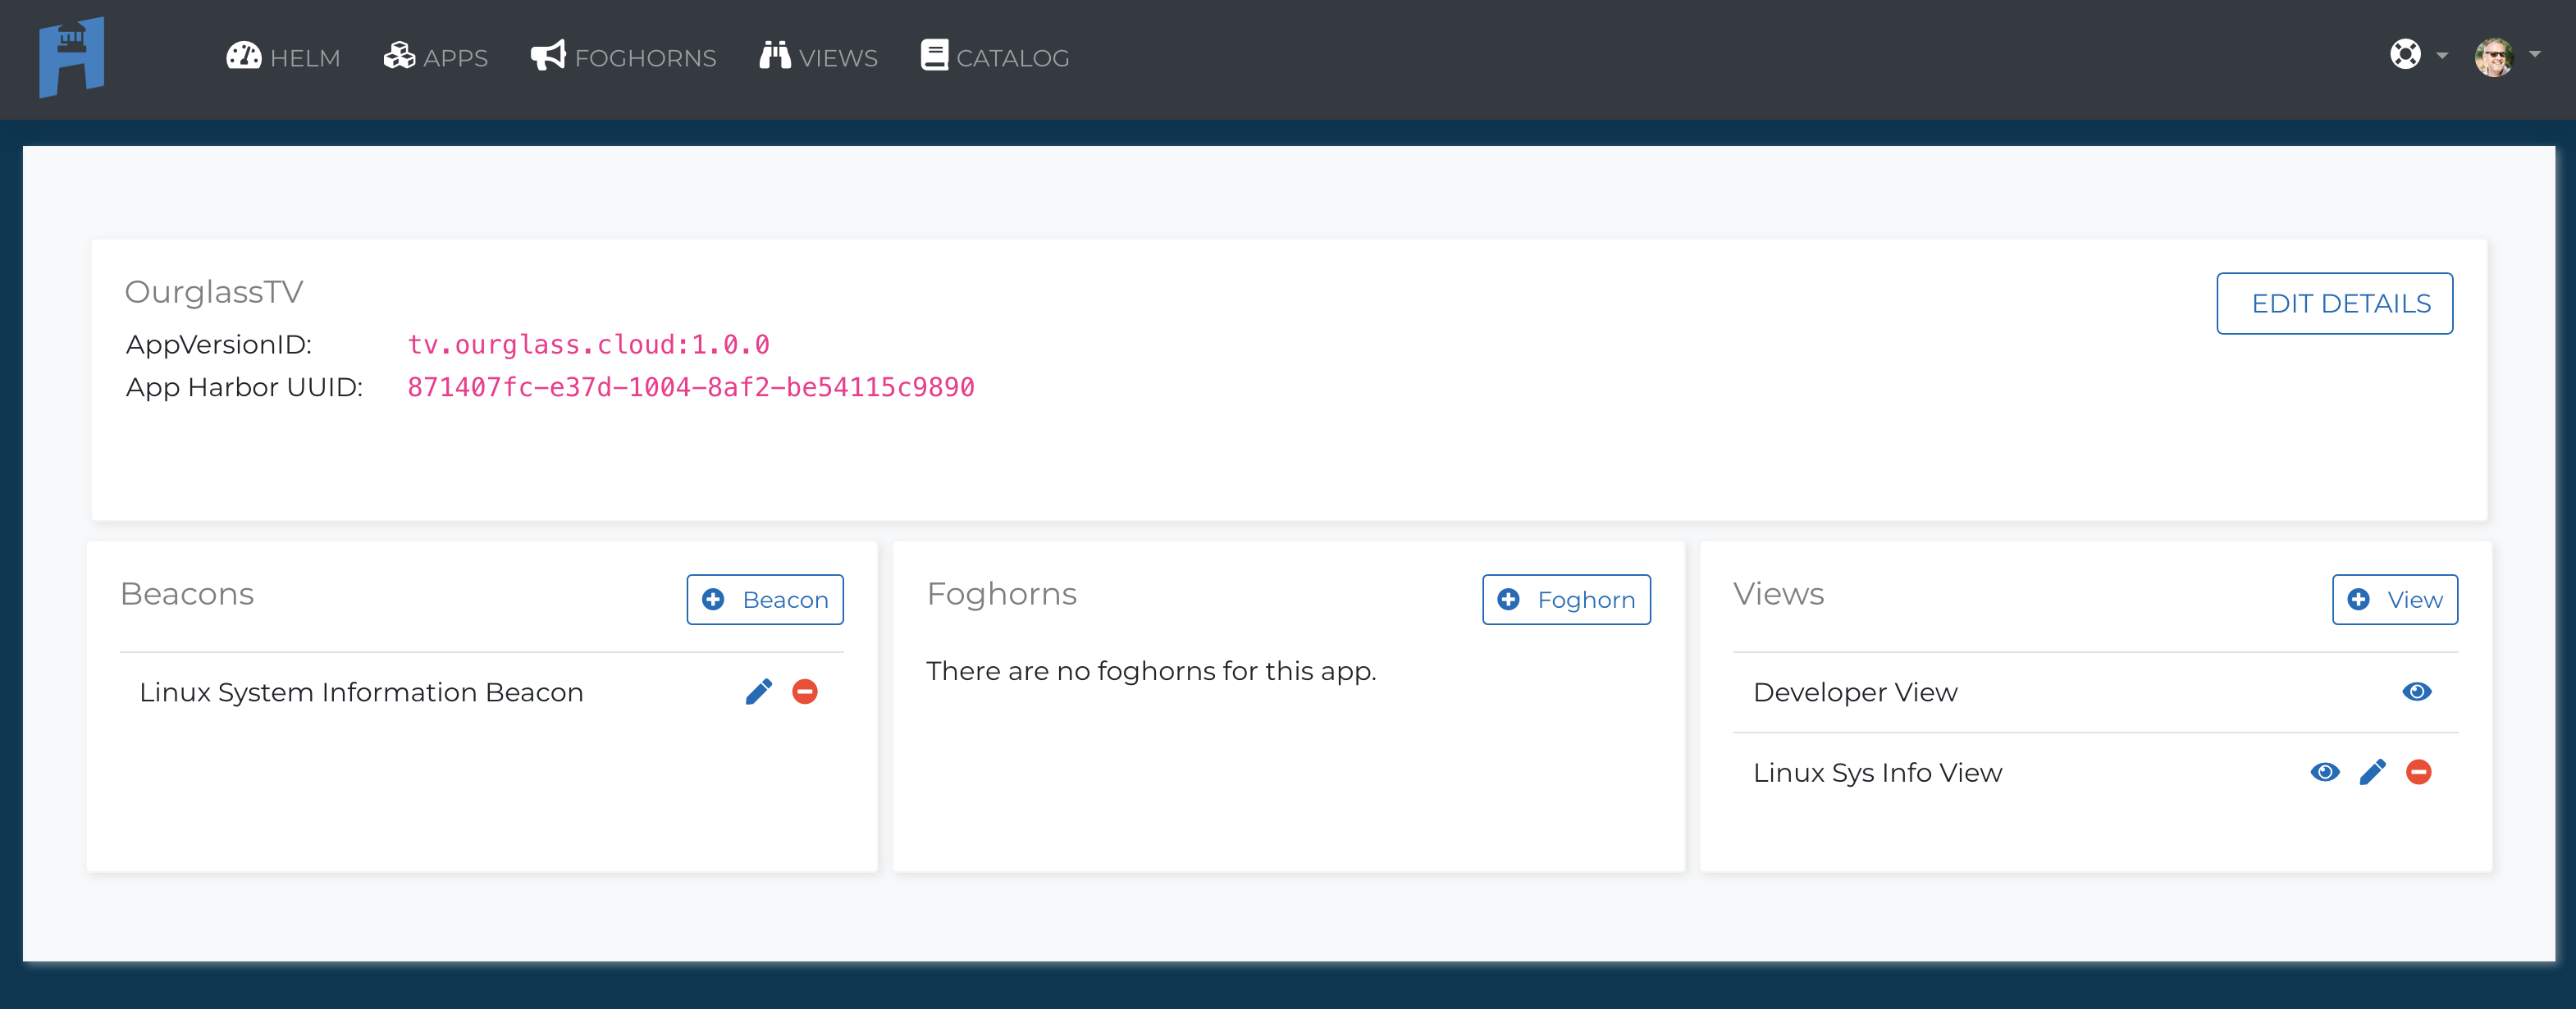 HELM APPS FOGHORNS VIEWS CATALOG
OurglassTV
EDIT DETAILS
AppVersionID: tv.ourglass.cloud:1.0.0
App Harbor UUID: 871407fc-e37d-1004-8af2-be54115c9890
Beacons
Beacon
Linux System Information Beacon
Foghorns
Foghorn
There are no foghorns for this app.
Views
View
Developer View
Linux Sys Info View